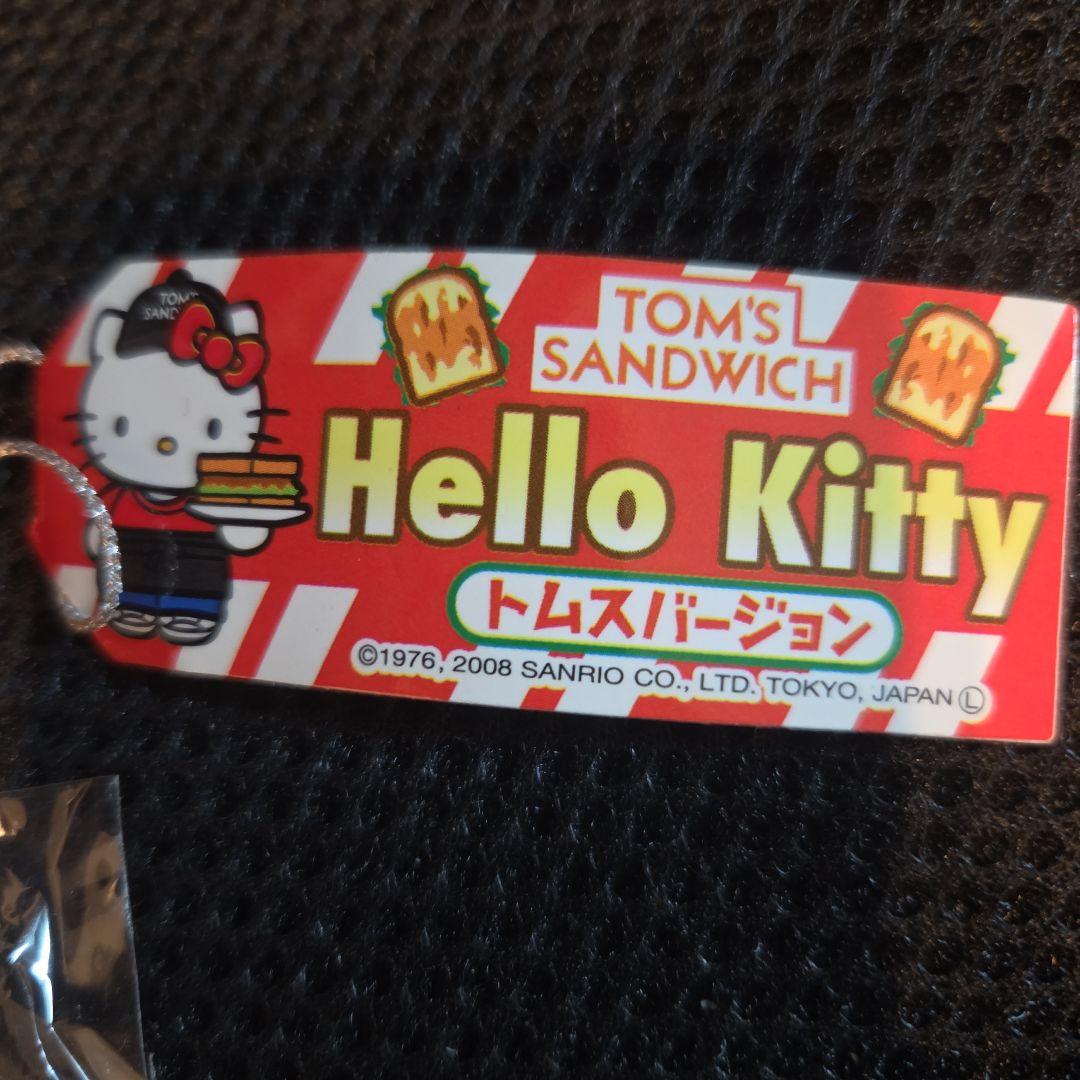 TOM'S
SANDWICH
TOM'S
SAND
Hello Kitty
トムスバージョン
©1976, 2008 SANRIO CO., LTD. TOKYO, JAPAN Ⓛ